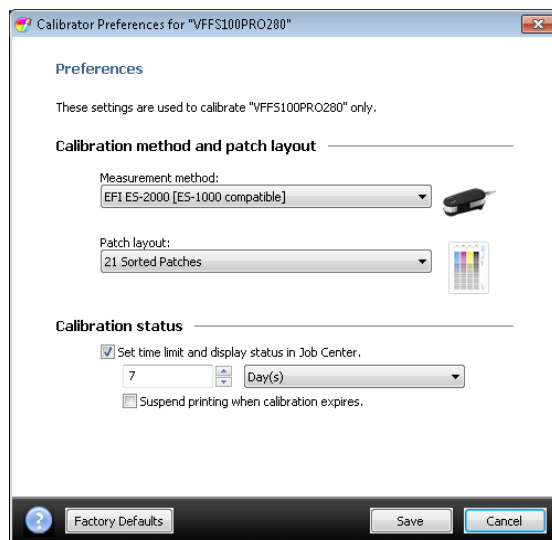 Calibrator Preferences for "VFFS100PRO280"
Preferences
These settings are used to calibrate "VFFS100PRO280" only.
Calibration method and patch layout
Measurement method:
EFI ES-2000 [ES-1000 compatible]
Patch layout:
21 Sorted Patches
Calibration status
Set time limit and display status in Job Center.
7 Day(s)
Suspend printing when calibration expires.
? Factory Defaults Save Cancel